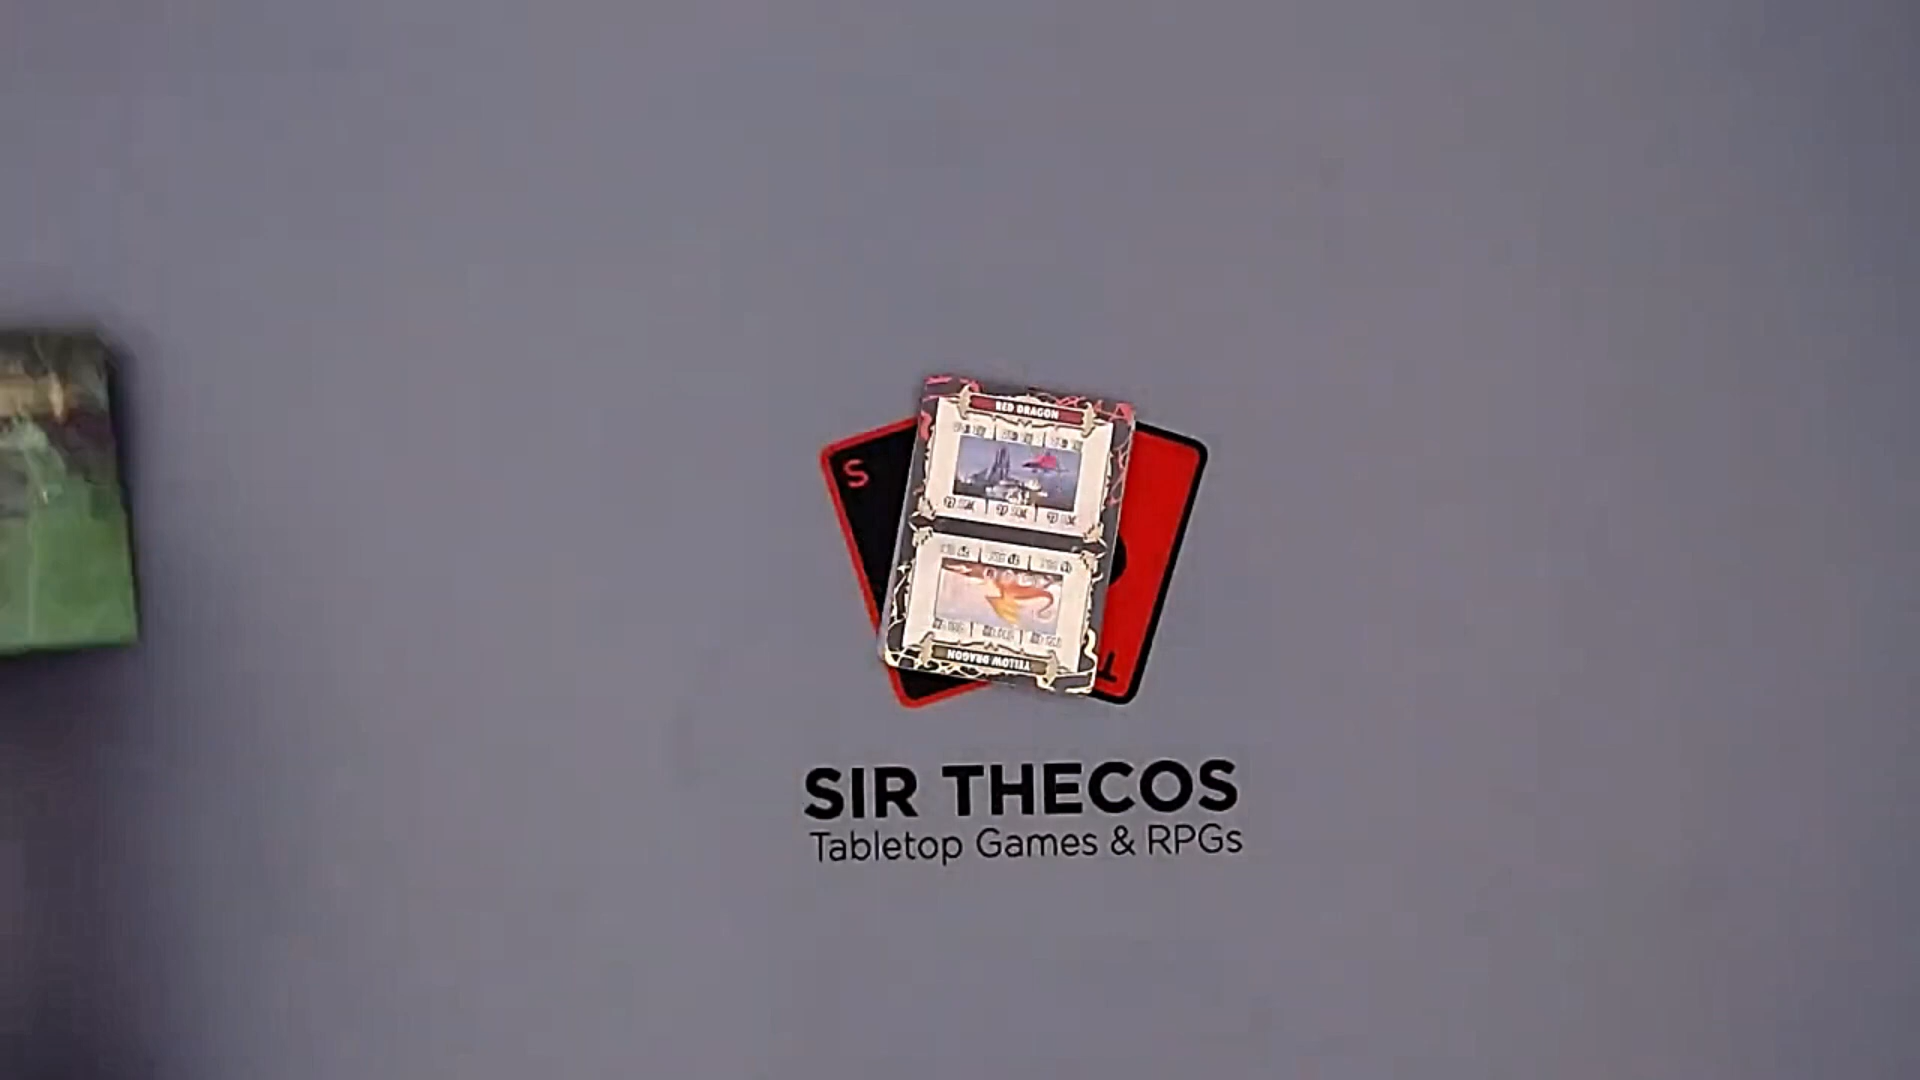 RED DRAGON
S
YELLOW DRAGON
T
SIR THECOS
Tabletop Games & RPGs